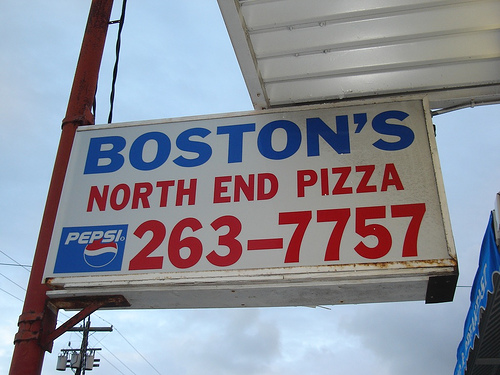 BOSTON'S
NORTH END PIZZA
PEPSI
263-7757